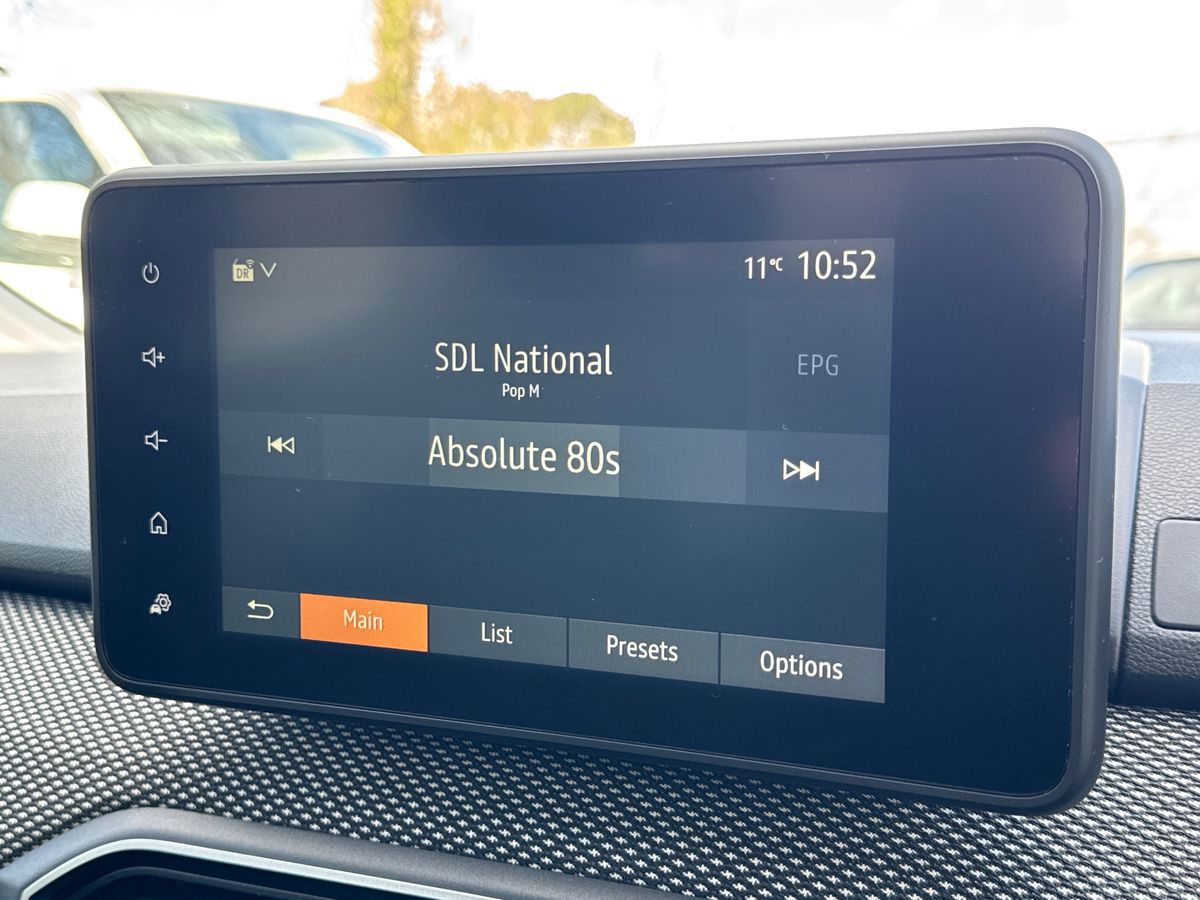 DR
11°C 10:52
SDL National
EPG
Pop M
Absolute 80s
Main List Presets Options